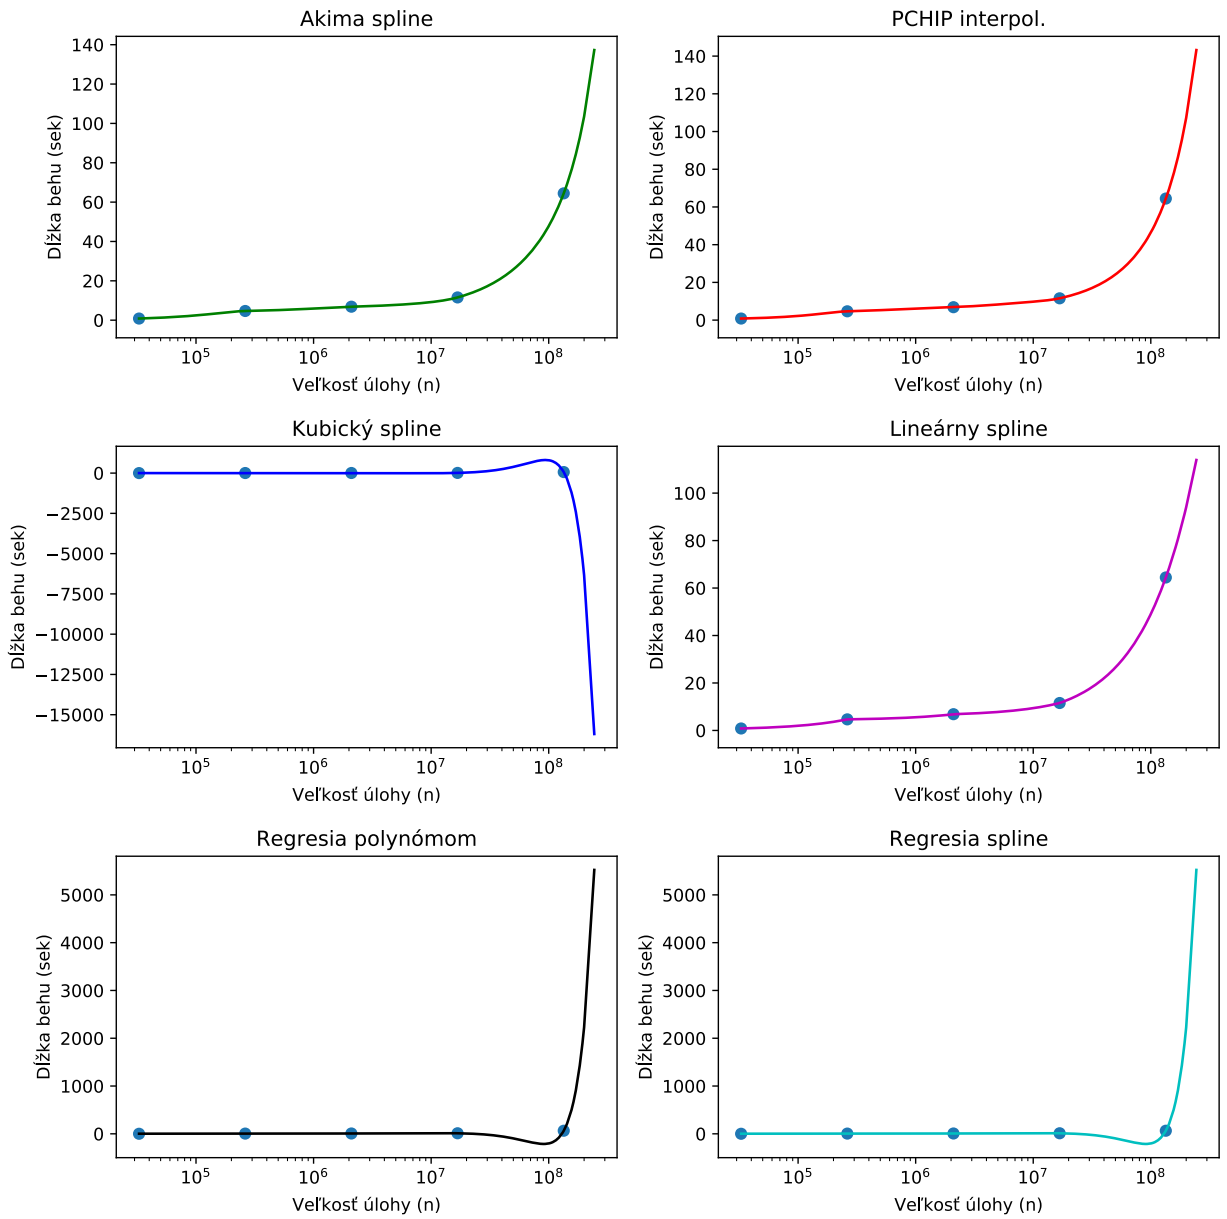 Akima spline
140
120
100
80
60
40
20
0
Dĺžka behu (sek)
10^5 10^6 10^7 10^8
Veľkosť úlohy (n)
PCHIP interpol.
140
120
100
80
60
40
20
0
Dĺžka behu (sek)
10^5 10^6 10^7 10^8
Veľkosť úlohy (n)
Kubický spline
0
−2500
−5000
−7500
−10000
−12500
−15000
Dĺžka behu (sek)
10^5 10^6 10^7 10^8
Veľkosť úlohy (n)
Lineárny spline
100
80
60
40
20
0
Dĺžka behu (sek)
10^5 10^6 10^7 10^8
Veľkosť úlohy (n)
Regresia polynómom
5000
4000
3000
2000
1000
0
Dĺžka behu (sek)
10^5 10^6 10^7 10^8
Veľkosť úlohy (n)
Regresia spline
5000
4000
3000
2000
1000
0
Dĺžka behu (sek)
10^5 10^6 10^7 10^8
Veľkosť úlohy (n)